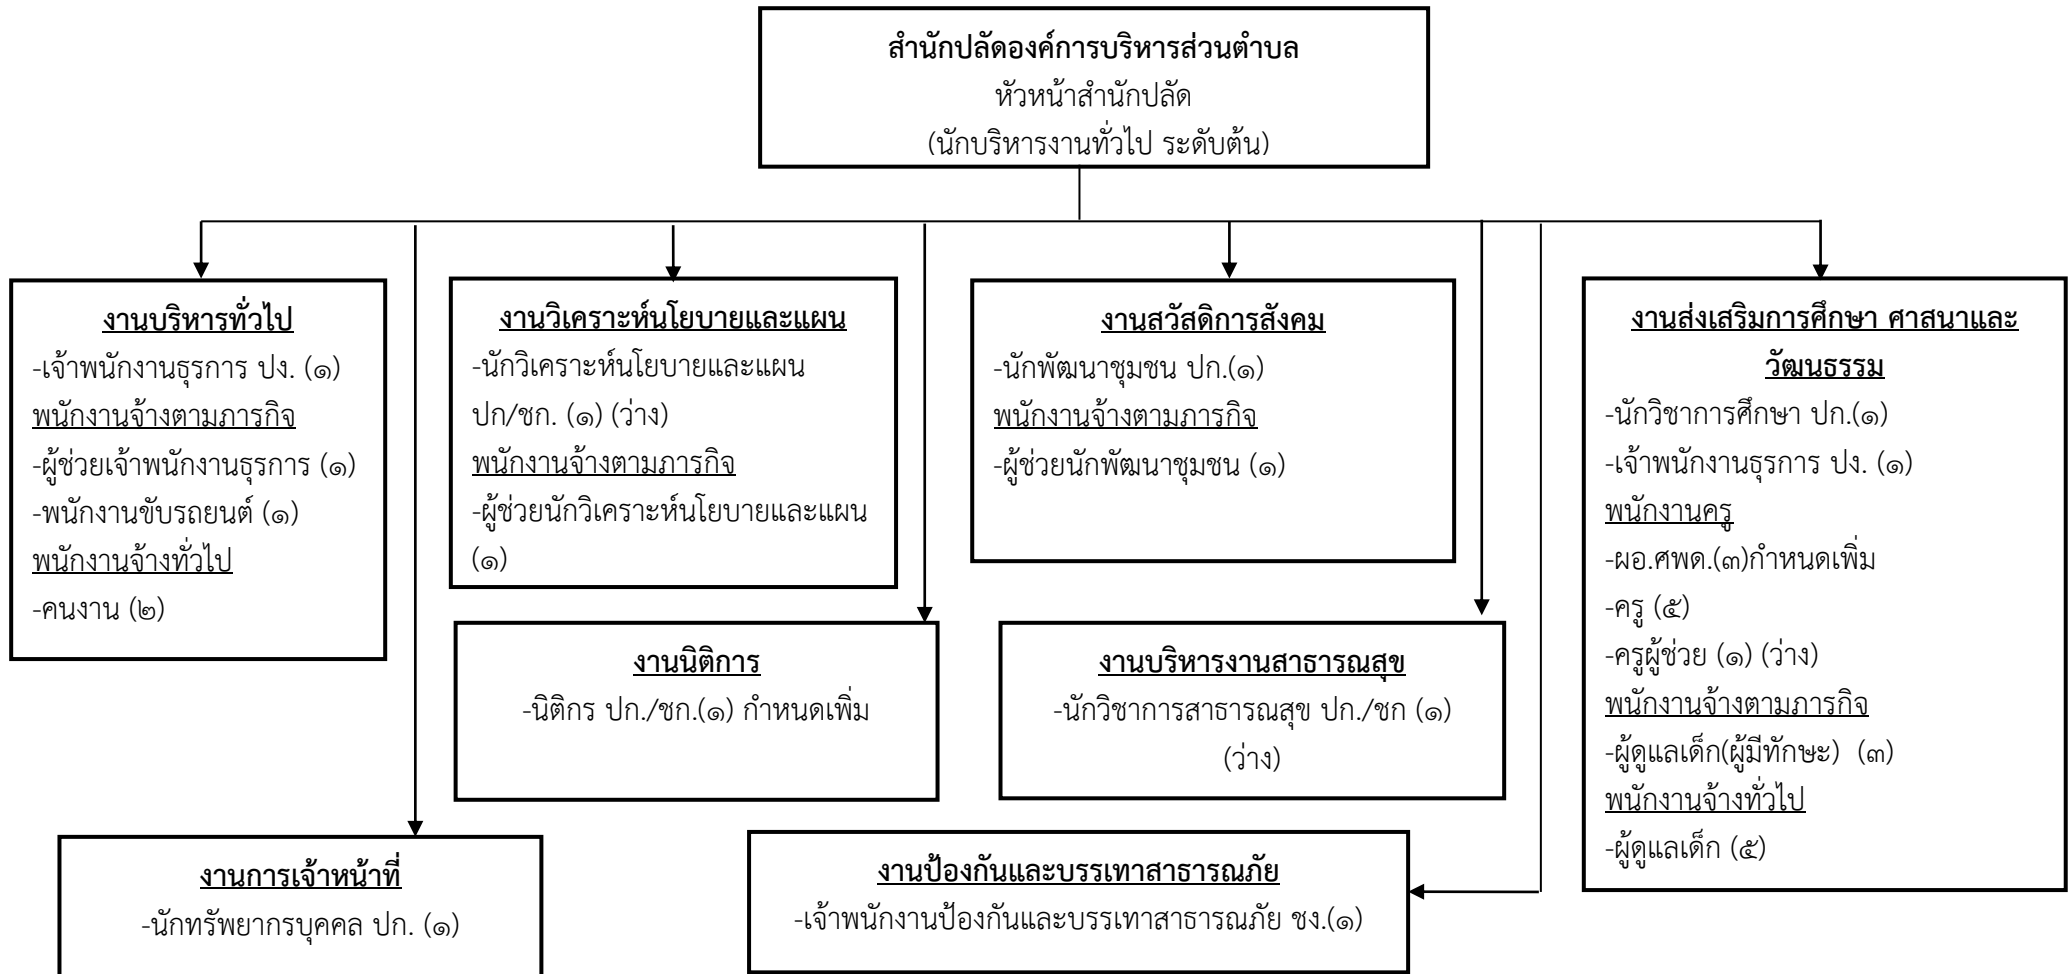 สำนักปลัดองค์การบริหารส่วนตำบล
หัวหน้าสำนักปลัด
(นักบริหารงานทั่วไป ระดับต้น)
งานบริหารทั่วไป
-เจ้าพนักงานธุรการ ปง. (๑)
พนักงานจ้างตามภารกิจ
-ผู้ช่วยเจ้าพนักงานธุรการ (๑)
-พนักงานขับรถยนต์ (๑)
พนักงานจ้างทั่วไป
-คนงาน (๒)
งานวิเคราะห์นโยบายและแผน
-นักวิเคราะห์นโยบายและแผน
ปก/ชก. (๑) (ว่าง)
พนักงานจ้างตามภารกิจ
-ผู้ช่วยนักวิเคราะห์นโยบายและแผน
(๑)
งานสวัสดิการสังคม
-นักพัฒนาชุมชน ปก.(๑)
พนักงานจ้างตามภารกิจ
-ผู้ช่วยนักพัฒนาชุมชน (๑)
งานส่งเสริมการศึกษา ศาสนาและ
วัฒนธรรม
-นักวิชาการศึกษา ปก.(๑)
-เจ้าพนักงานธุรการ ปง. (๑)
พนักงานครู
-ผอ.ศพด.(๓)กำหนดเพิ่ม
-ครู (๕)
-ครูผู้ช่วย (๑) (ว่าง)
พนักงานจ้างตามภารกิจ
-ผู้ดูแลเด็ก(ผู้มีทักษะ) (๓)
พนักงานจ้างทั่วไป
-ผู้ดูแลเด็ก (๕)
งานนิติการ
-นิติกร ปก./ชก.(๑) กำหนดเพิ่ม
งานบริหารงานสาธารณสุข
-นักวิชาการสาธารณสุข ปก./ชก (๑)
(ว่าง)
งานการเจ้าหน้าที่
-นักทรัพยากรบุคคล ปก. (๑)
งานป้องกันและบรรเทาสาธารณภัย
-เจ้าพนักงานป้องกันและบรรเทาสาธารณภัย ชง.(๑)